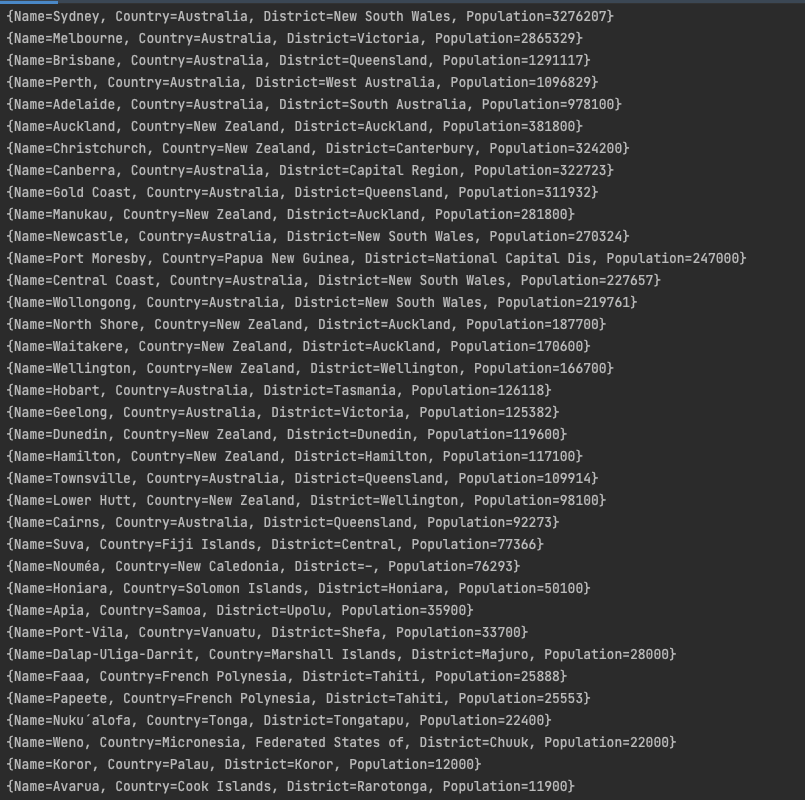 {Name=Sydney, Country=Australia, District=New South Wales, Population=3276207}
{Name=Melbourne, Country=Australia, District=Victoria, Population=2865329}
{Name=Brisbane, Country=Australia, District=Queensland, Population=1291117}
{Name=Perth, Country=Australia, District=West Australia, Population=1096829}
{Name=Adelaide, Country=Australia, District=South Australia, Population=978100}
{Name=Auckland, Country=New Zealand, District=Auckland, Population=381800}
{Name=Christchurch, Country=New Zealand, District=Canterbury, Population=324200}
{Name=Canberra, Country=Australia, District=Capital Region, Population=322723}
{Name=Gold Coast, Country=Australia, District=Queensland, Population=311932}
{Name=Manukau, Country=New Zealand, District=Auckland, Population=281800}
{Name=Newcastle, Country=Australia, District=New South Wales, Population=270324}
{Name=Port Moresby, Country=Papua New Guinea, District=National Capital Dis, Population=247000}
{Name=Central Coast, Country=Australia, District=New South Wales, Population=227657}
{Name=Wollongong, Country=Australia, District=New South Wales, Population=219761}
{Name=North Shore, Country=New Zealand, District=Auckland, Population=187700}
{Name=Waitakere, Country=New Zealand, District=Auckland, Population=170600}
{Name=Wellington, Country=New Zealand, District=Wellington, Population=166700}
{Name=Hobart, Country=Australia, District=Tasmania, Population=126118}
{Name=Geelong, Country=Australia, District=Victoria, Population=125382}
{Name=Dunedin, Country=New Zealand, District=Dunedin, Population=119600}
{Name=Hamilton, Country=New Zealand, District=Hamilton, Population=117100}
{Name=Townsville, Country=Australia, District=Queensland, Population=109914}
{Name=Lower Hutt, Country=New Zealand, District=Wellington, Population=98100}
{Name=Cairns, Country=Australia, District=Queensland, Population=92273}
{Name=Suva, Country=Fiji Islands, District=Central, Population=77366}
{Name=Nouméa, Country=New Caledonia, District=–, Population=76293}
{Name=Honiara, Country=Solomon Islands, District=Honiara, Population=50100}
{Name=Apia, Country=Samoa, District=Upolu, Population=35900}
{Name=Port-Vila, Country=Vanuatu, District=Shefa, Population=33700}
{Name=Dalap-Uliga-Darrit, Country=Marshall Islands, District=Majuro, Population=28000}
{Name=Faaa, Country=French Polynesia, District=Tahiti, Population=25888}
{Name=Papeete, Country=French Polynesia, District=Tahiti, Population=25553}
{Name=Nuku´alofa, Country=Tonga, District=Tongatapu, Population=22400}
{Name=Weno, Country=Micronesia, Federated States of, District=Chuuk, Population=22000}
{Name=Koror, Country=Palau, District=Koror, Population=12000}
{Name=Avarua, Country=Cook Islands, District=Rarotonga, Population=11900}